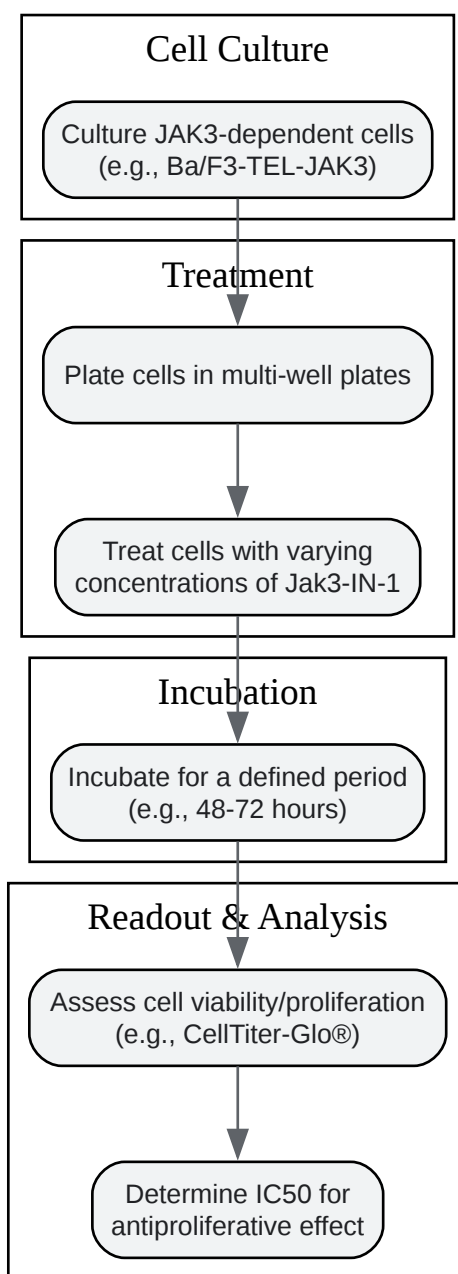 Cell Culture
Culture JAK3-dependent cells
(e.g., Ba/F3-TEL-JAK3)
Treatment
Plate cells in multi-well plates
Treat cells with varying
concentrations of Jak3-IN-1
Incubation
Incubate for a defined period
(e.g., 48-72 hours)
Readout & Analysis
Assess cell viability/proliferation
(e.g., CellTiter-Glo®)
Determine IC50 for
antiproliferative effect